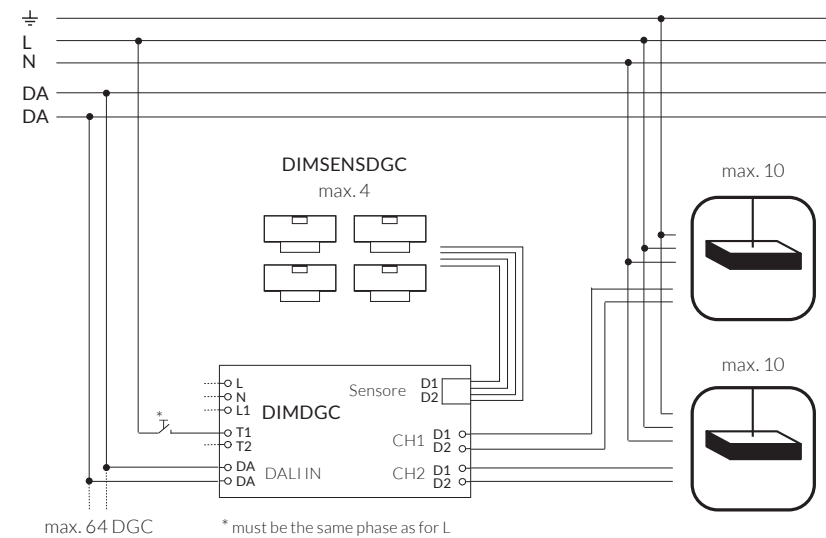 L
N
DA
DA
DIMSENSDGC
max. 4
max. 10
max. 10
L
N
L1
DIMDGC
Sensore
D1
D2
*
T1
T2
CH1
D1
D2
DA
DA
DALI IN
CH2
D1
D2
max. 64 DGC
* must be the same phase as for L